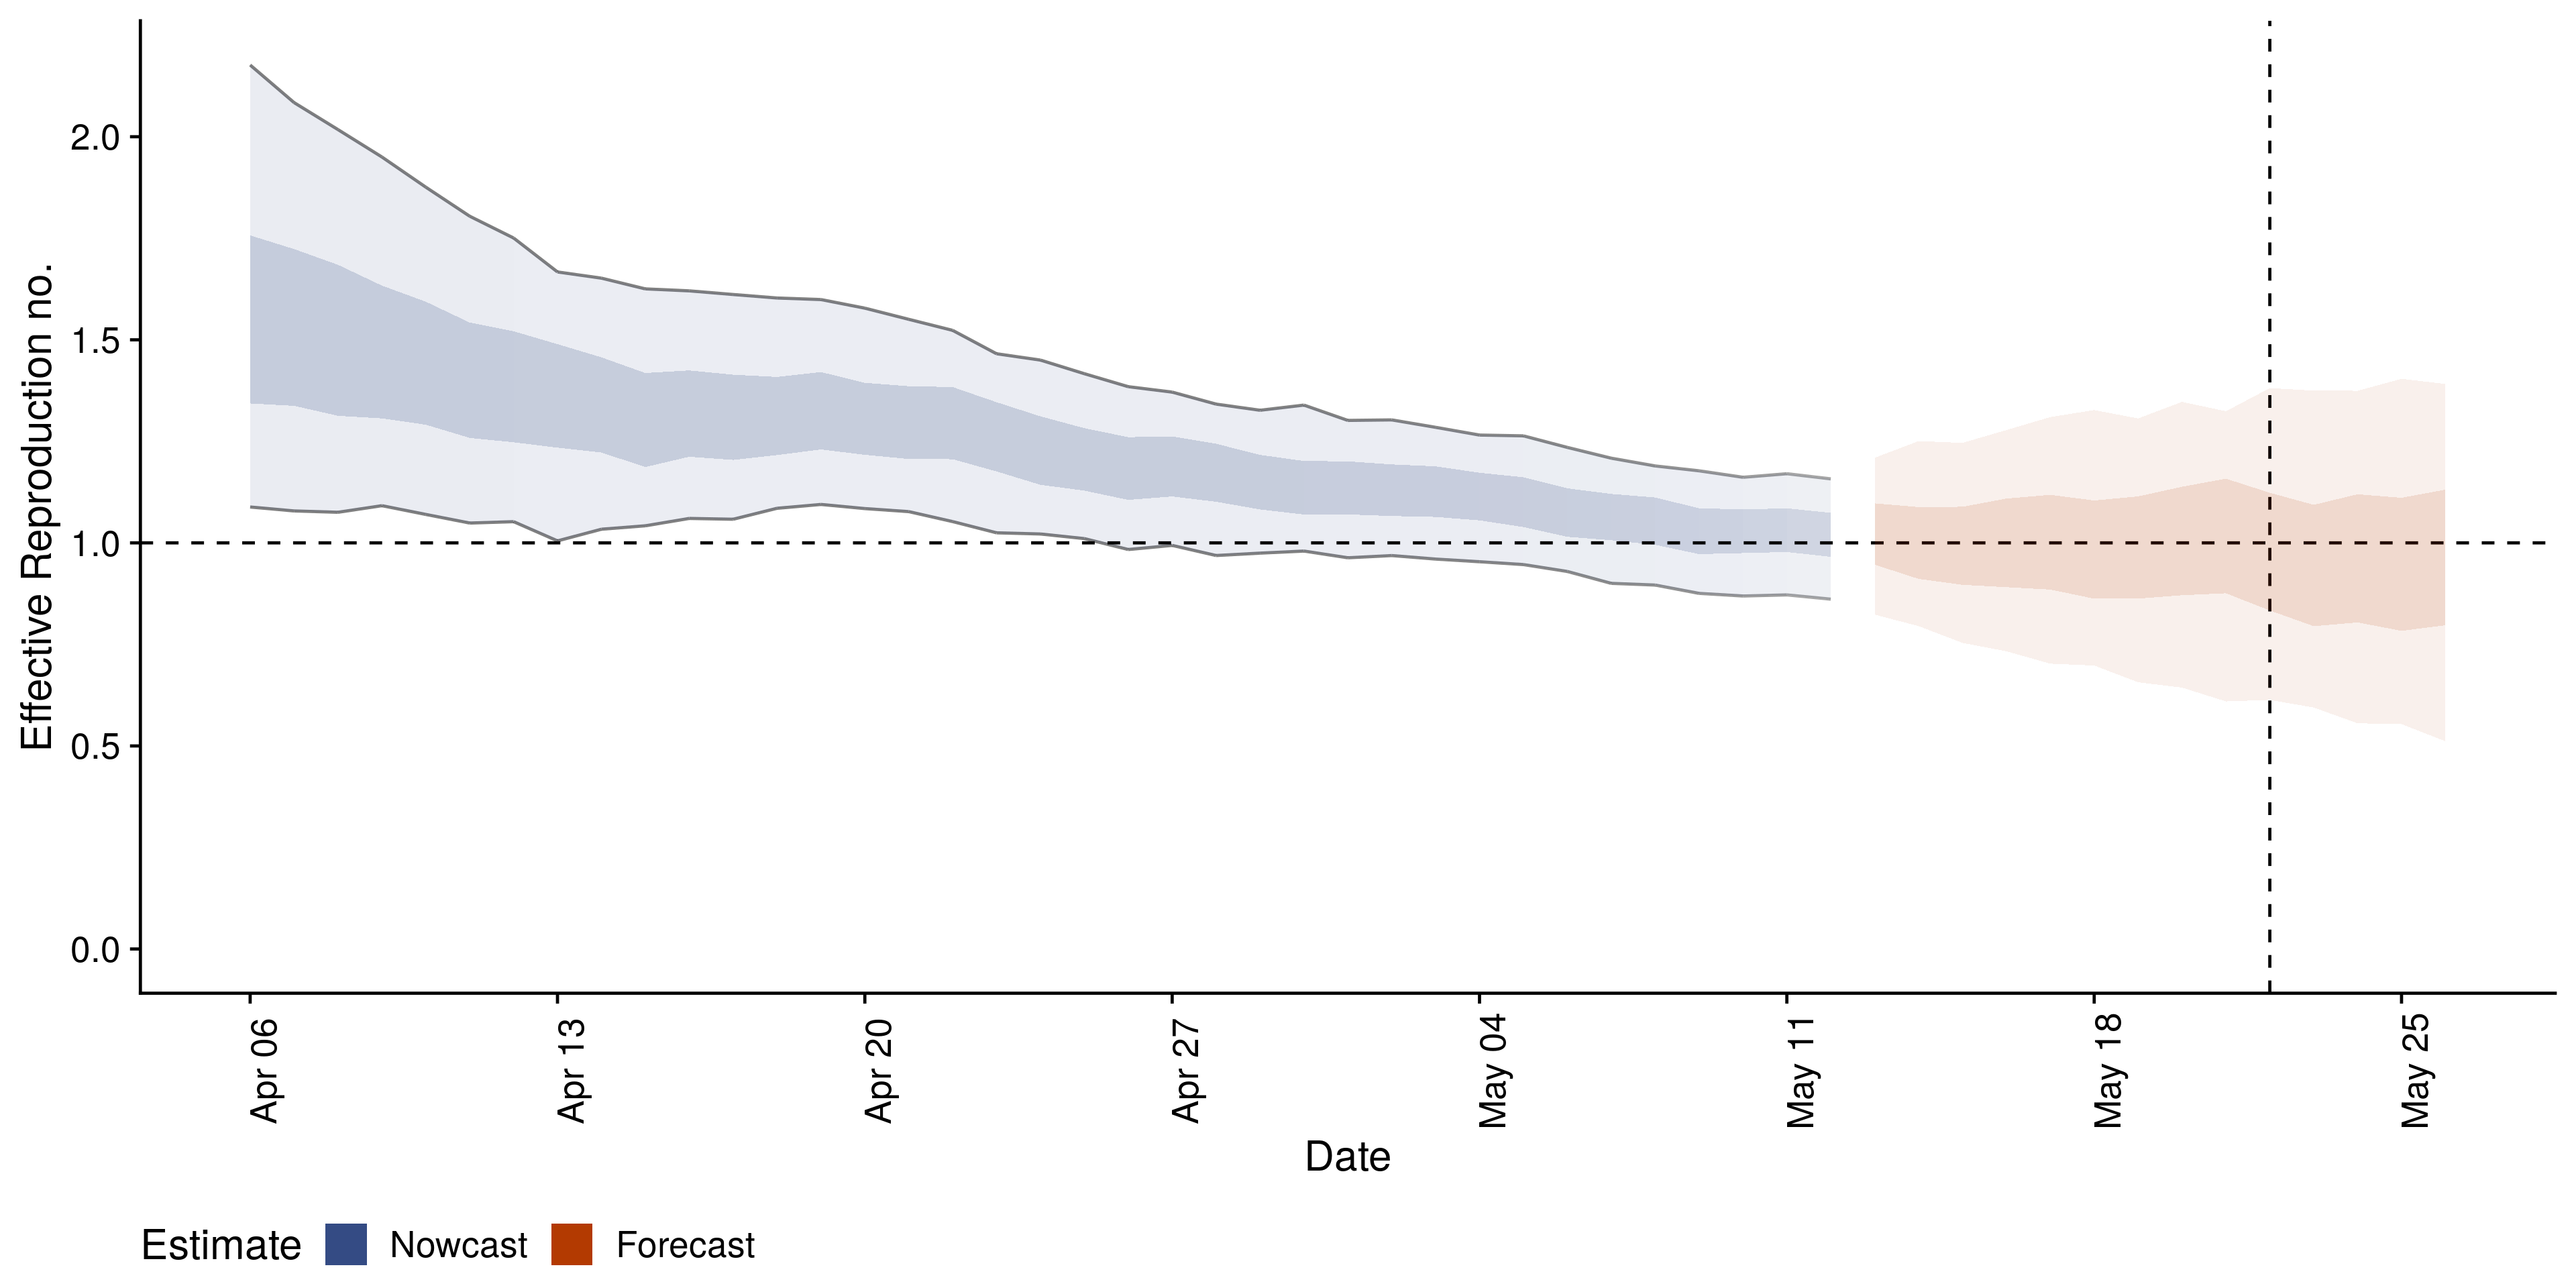 Effective Reproduction no.
2.0
1.5
1.0
0.5
0.0
Apr 06
Apr 13
Apr 20
Apr 27
May 04
May 11
May 18
May 25
Date
Estimate Nowcast Forecast